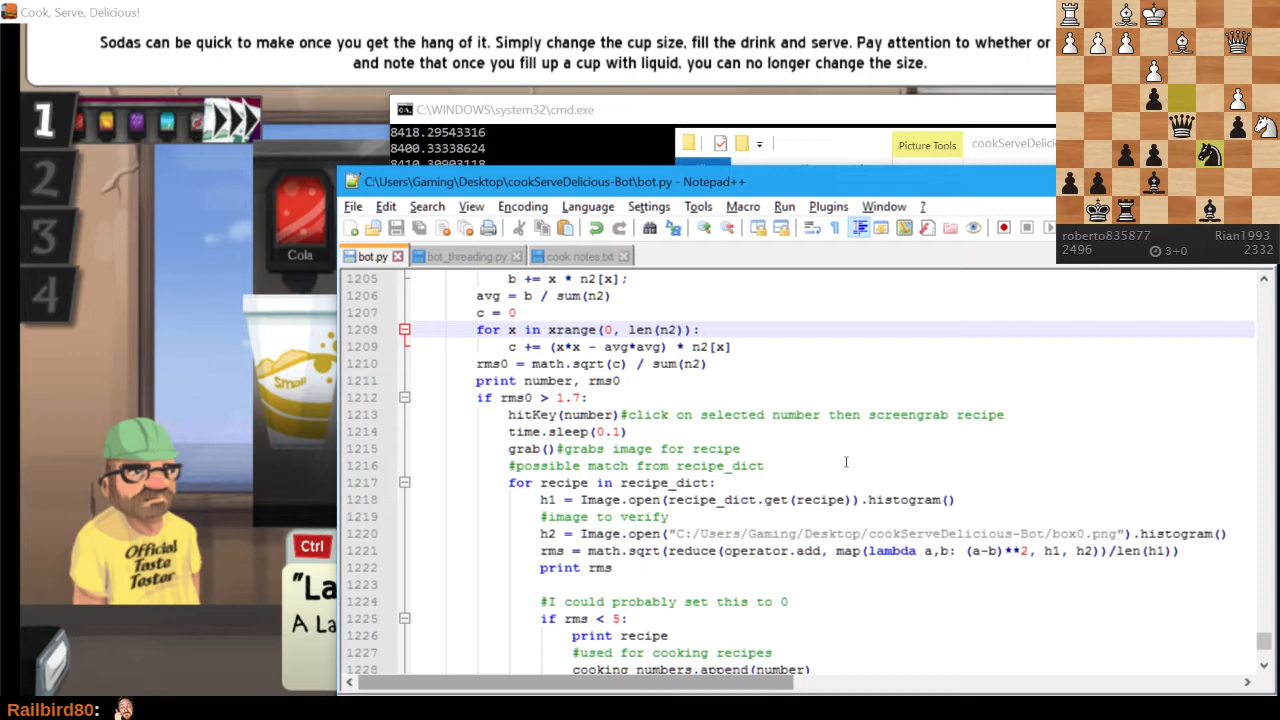 Cook, Serve, Delicious!
Sodas can be quick to make once you get the hang of it. Simply change the cup size, fill the drink and serve. Pay attention to whether or
and note that once you fill up a cup with liquid, you can no longer change the size.
1
2
3
4
Cola
Small
OFFICIAL
Taste
Tester
Ctrl
"La
A La
C:\WINDOWS\system32\cmd.exe
8418.29543316
8400.33338624
8410.30903118
Picture Tools
cookServeDelicious
C:\Users\Gaming\Desktop\cookServeDelicious-Bot\bot.py - Notepad++
File Edit Search View Encoding Language Settings Tools Macro Run Plugins Window ?
bot.py bot_threading.py cook notes.txt
1205 b += x * n2[x];
1206 avg = b / sum(n2)
1207 c = 0
1208 for x in xrange(0, len(n2)):
1209 c += (x*x - avg*avg) * n2[x]
1210 rms0 = math.sqrt(c) / sum(n2)
1211 print number, rms0
1212 if rms0 > 1.7:
1213 hitKey(number)#click on selected number then screengrab recipe
1214 time.sleep(0.1)
1215 grab()#grabs image for recipe
1216 #possible match from recipe_dict
1217 for recipe in recipe_dict:
1218 h1 = Image.open(recipe_dict.get(recipe)).histogram()
1219 #image to verify
1220 h2 = Image.open("C:/Users/Gaming/Desktop/cookServeDelicious-Bot/box0.png").histogram()
1221 rms = math.sqrt(reduce(operator.add, map(lambda a,b: (a-b)**2, h1, h2))/len(h1))
1222 print rms
1223
1224 #I could probably set this to 0
1225 if rms < 5:
1226 print recipe
1227 #used for cooking recipes
1228 cooking_numbers.append(number)
roberto835877 Rian1993
2496 3+0 2332
Railbird80: